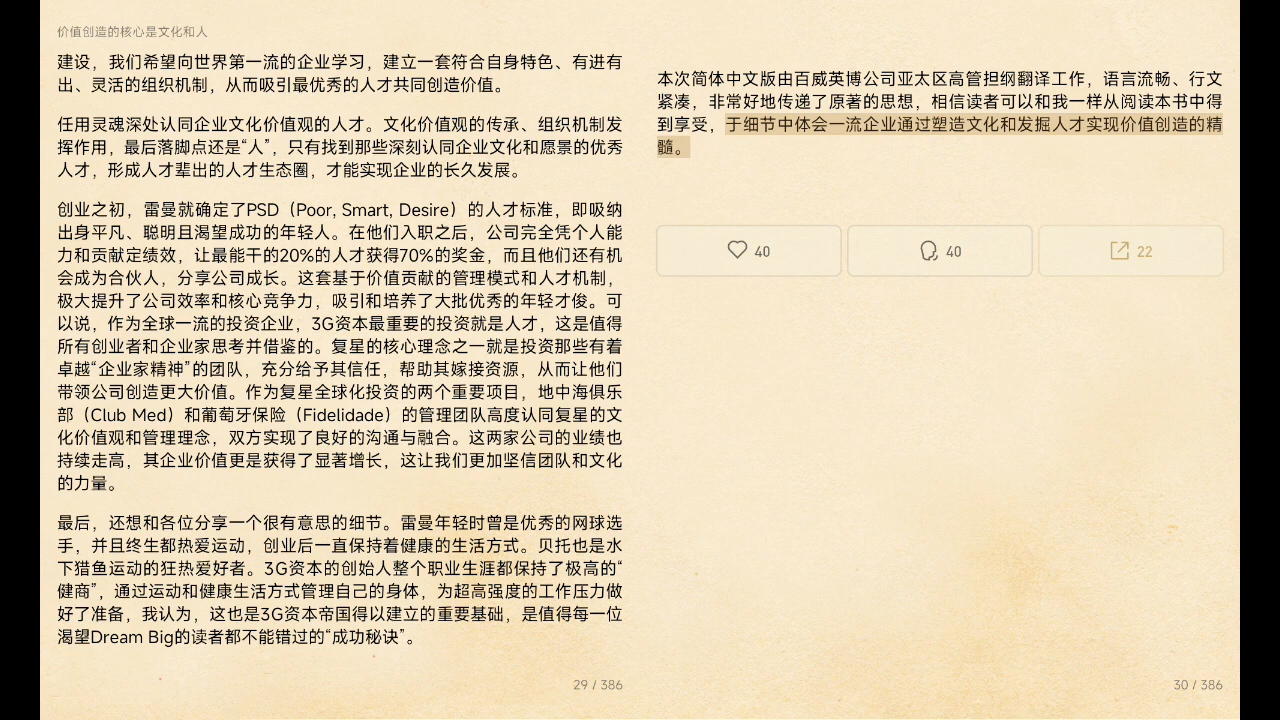 价值创造的核心是文化和人
建设，我们希望向世界第一流的企业学习，建立一套符合自身特色、有进有
出、灵活的组织机制，从而吸引最优秀的人才共同创造价值。
任用灵魂深处认同企业文化价值观的人才。文化价值观的传承、组织机制发
挥作用，最后落脚点还是“人”，只有找到那些深刻认同企业文化和愿景的优秀
人才，形成人才辈出的人才生态圈，才能实现企业的长久发展。
创业之初，雷曼就确定了PSD（Poor, Smart, Desire）的人才标准，即吸纳
出身平凡、聪明且渴望成功的年轻人。在他们入职之后，公司完全凭个人能
力和贡献定绩效，让最能干的20%的人才获得70%的奖金，而且他们还有机
会成为合伙人，分享公司成长。这套基于价值贡献的管理模式和人才机制，
极大提升了公司效率和核心竞争力，吸引和培养了大批优秀的年轻才俊。可
以说，作为全球一流的投资企业，3G资本最重要的投资就是人才，这是值得
所有创业者和企业家思考并借鉴的。复星的核心理念之一就是投资那些有着
卓越“企业家精神”的团队，充分给予其信任，帮助其嫁接资源，从而让他们
带领公司创造更大价值。作为复星全球化投资的两个重要项目，地中海俱乐
部（Club Med）和葡萄牙保险（Fidelidade）的管理团队高度认同复星的文
化价值观和管理理念，双方实现了良好的沟通与融合。这两家公司的业绩也
持续走高，其企业价值更是获得了显著增长，这让我们更加坚信团队和文化
的力量。
最后，还想和各位分享一个很有意思的细节。雷曼年轻时曾是优秀的网球选
手，并且终生都热爱运动，创业后一直保持着健康的生活方式。贝托也是水
下猎鱼运动的狂热爱好者。3G资本的创始人整个职业生涯都保持了极高的“
健商”，通过运动和健康生活方式管理自己的身体，为超高强度的工作压力做
好了准备，我认为，这也是3G资本帝国得以建立的重要基础，是值得每一位
渴望Dream Big的读者都不能错过的“成功秘诀”。
29 / 386
本次简体中文版由百威英博公司亚太区高管担纲翻译工作，语言流畅、行文
紧凑，非常好地传递了原著的思想，相信读者可以和我一样从阅读本书中得
到享受，于细节中体会一流企业通过塑造文化和发掘人才实现价值创造的精
髓。
40
40
22
30 / 386